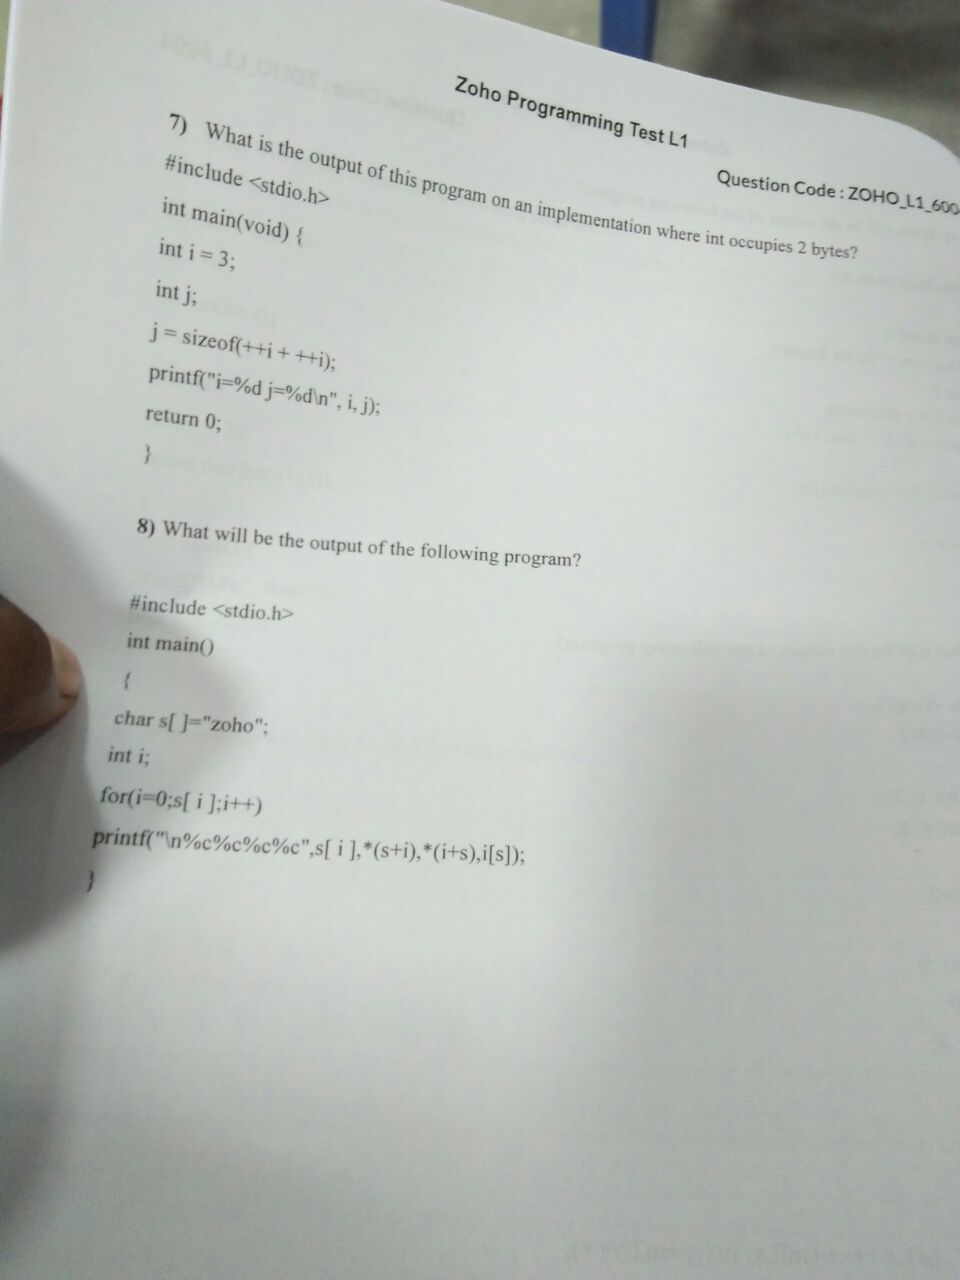 Zoho Programming Test L1
Question Code : ZOHO_L1_600
7) What is the output of this program on an implementation where int occupies 2 bytes?
#include <stdio.h>
int main(void) {
int i = 3;
int j;
j = sizeof(++i + ++i);
printf("i=%d j=%d\n", i, j);
return 0;
}
8) What will be the output of the following program?
#include <stdio.h>
int main()
{
char s[ ]="zoho";
int i;
for(i=0;s[ i ];i++)
printf("\n%c%c%c%c",s[ i ],*(s+i),*(i+s),i[s]);
}